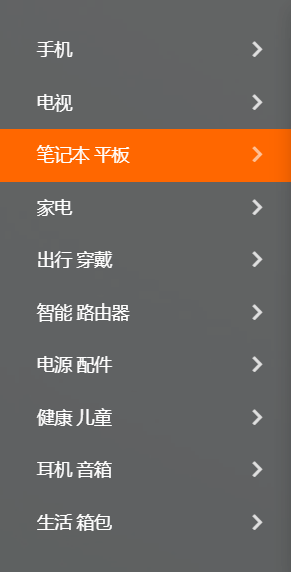 手机
电视
笔记本 平板
家电
出行 穿戴
智能 路由器
电源 配件
健康 儿童
耳机 音箱
生活 箱包